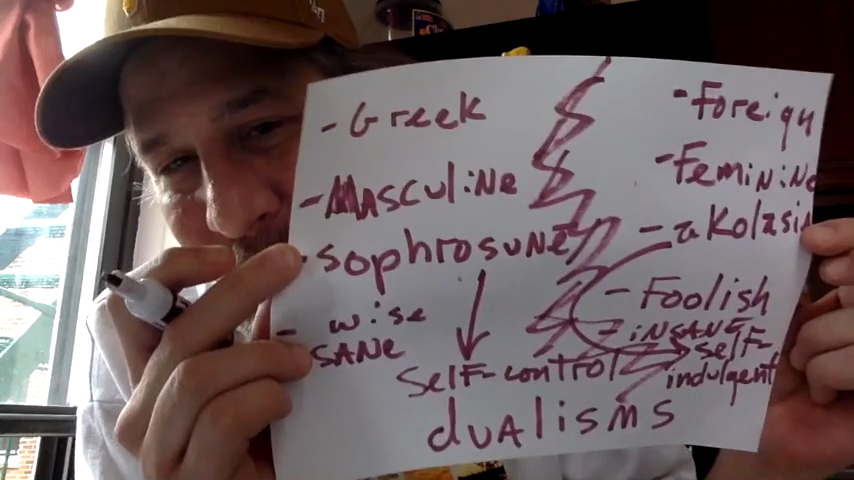 - Greek
- Masculine
- sophrosune
- wise
sane
self-control
- Foreign
- Feminine
- akolasia
- Foolish
- insane
self-
indulgent
dualisms